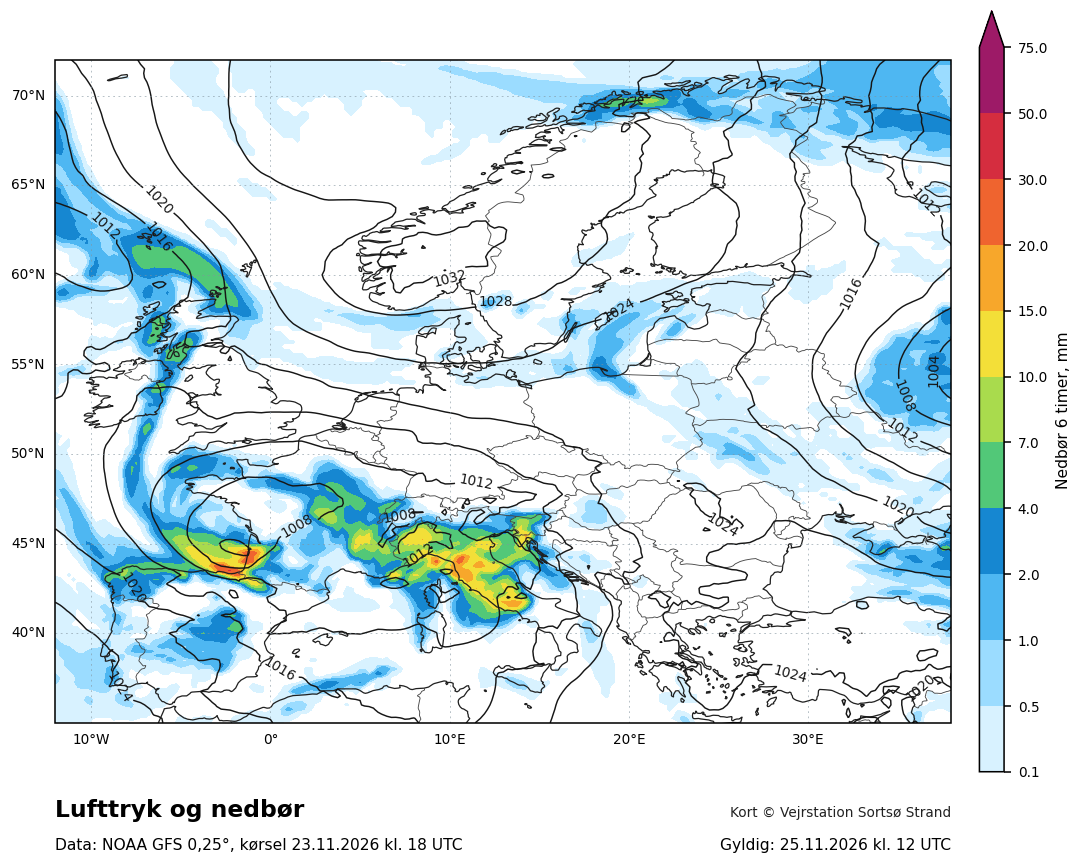 75.0
50.0
30.0
20.0
15.0
10.0
7.0
4.0
2.0
1.0
0.5
0.1
Nedbør 6 timer, mm
70°N
65°N
60°N
55°N
50°N
45°N
40°N
10°W
0°
10°E
20°E
30°E
1020
1016
1012
1032
1028
1024
1016
1012
1004
1008
1012
1012
1008
1008
1012
1020
1024
1024
1020
1016
1024
1020
Lufttryk og nedbør
Kort © Vejrstation Sortsø Strand
Data: NOAA GFS 0,25°, kørsel 23.11.2026 kl. 18 UTC
Gyldig: 25.11.2026 kl. 12 UTC